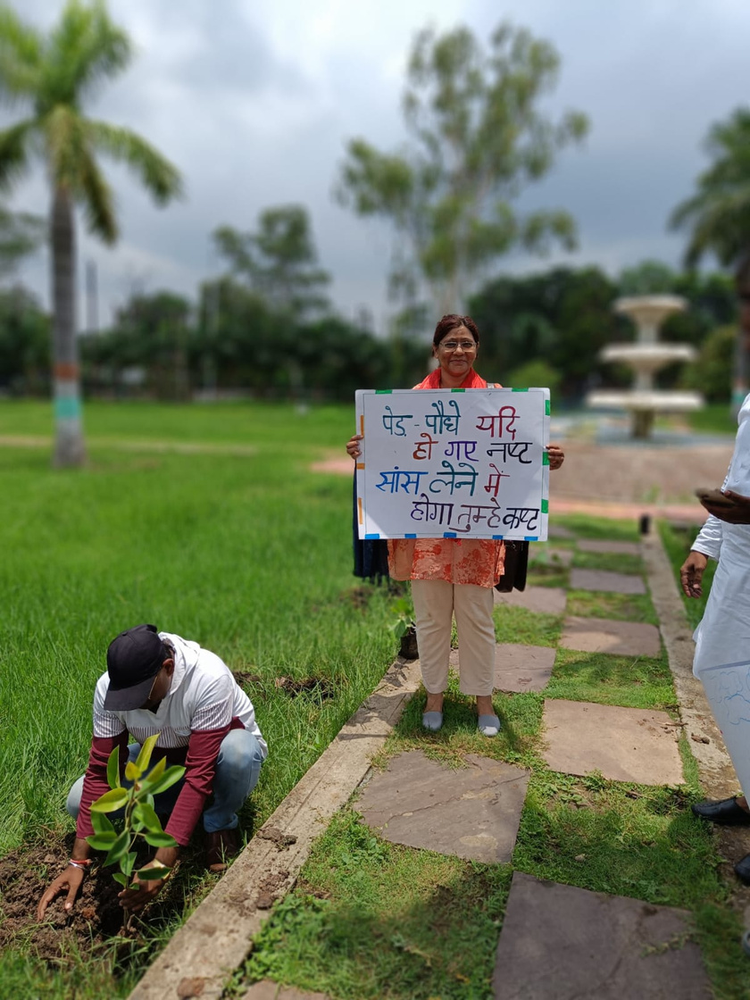 पेड़ - पौधे यदि
हो गए नष्ट
सांस लेने में
होगा तुम्हे कष्ट